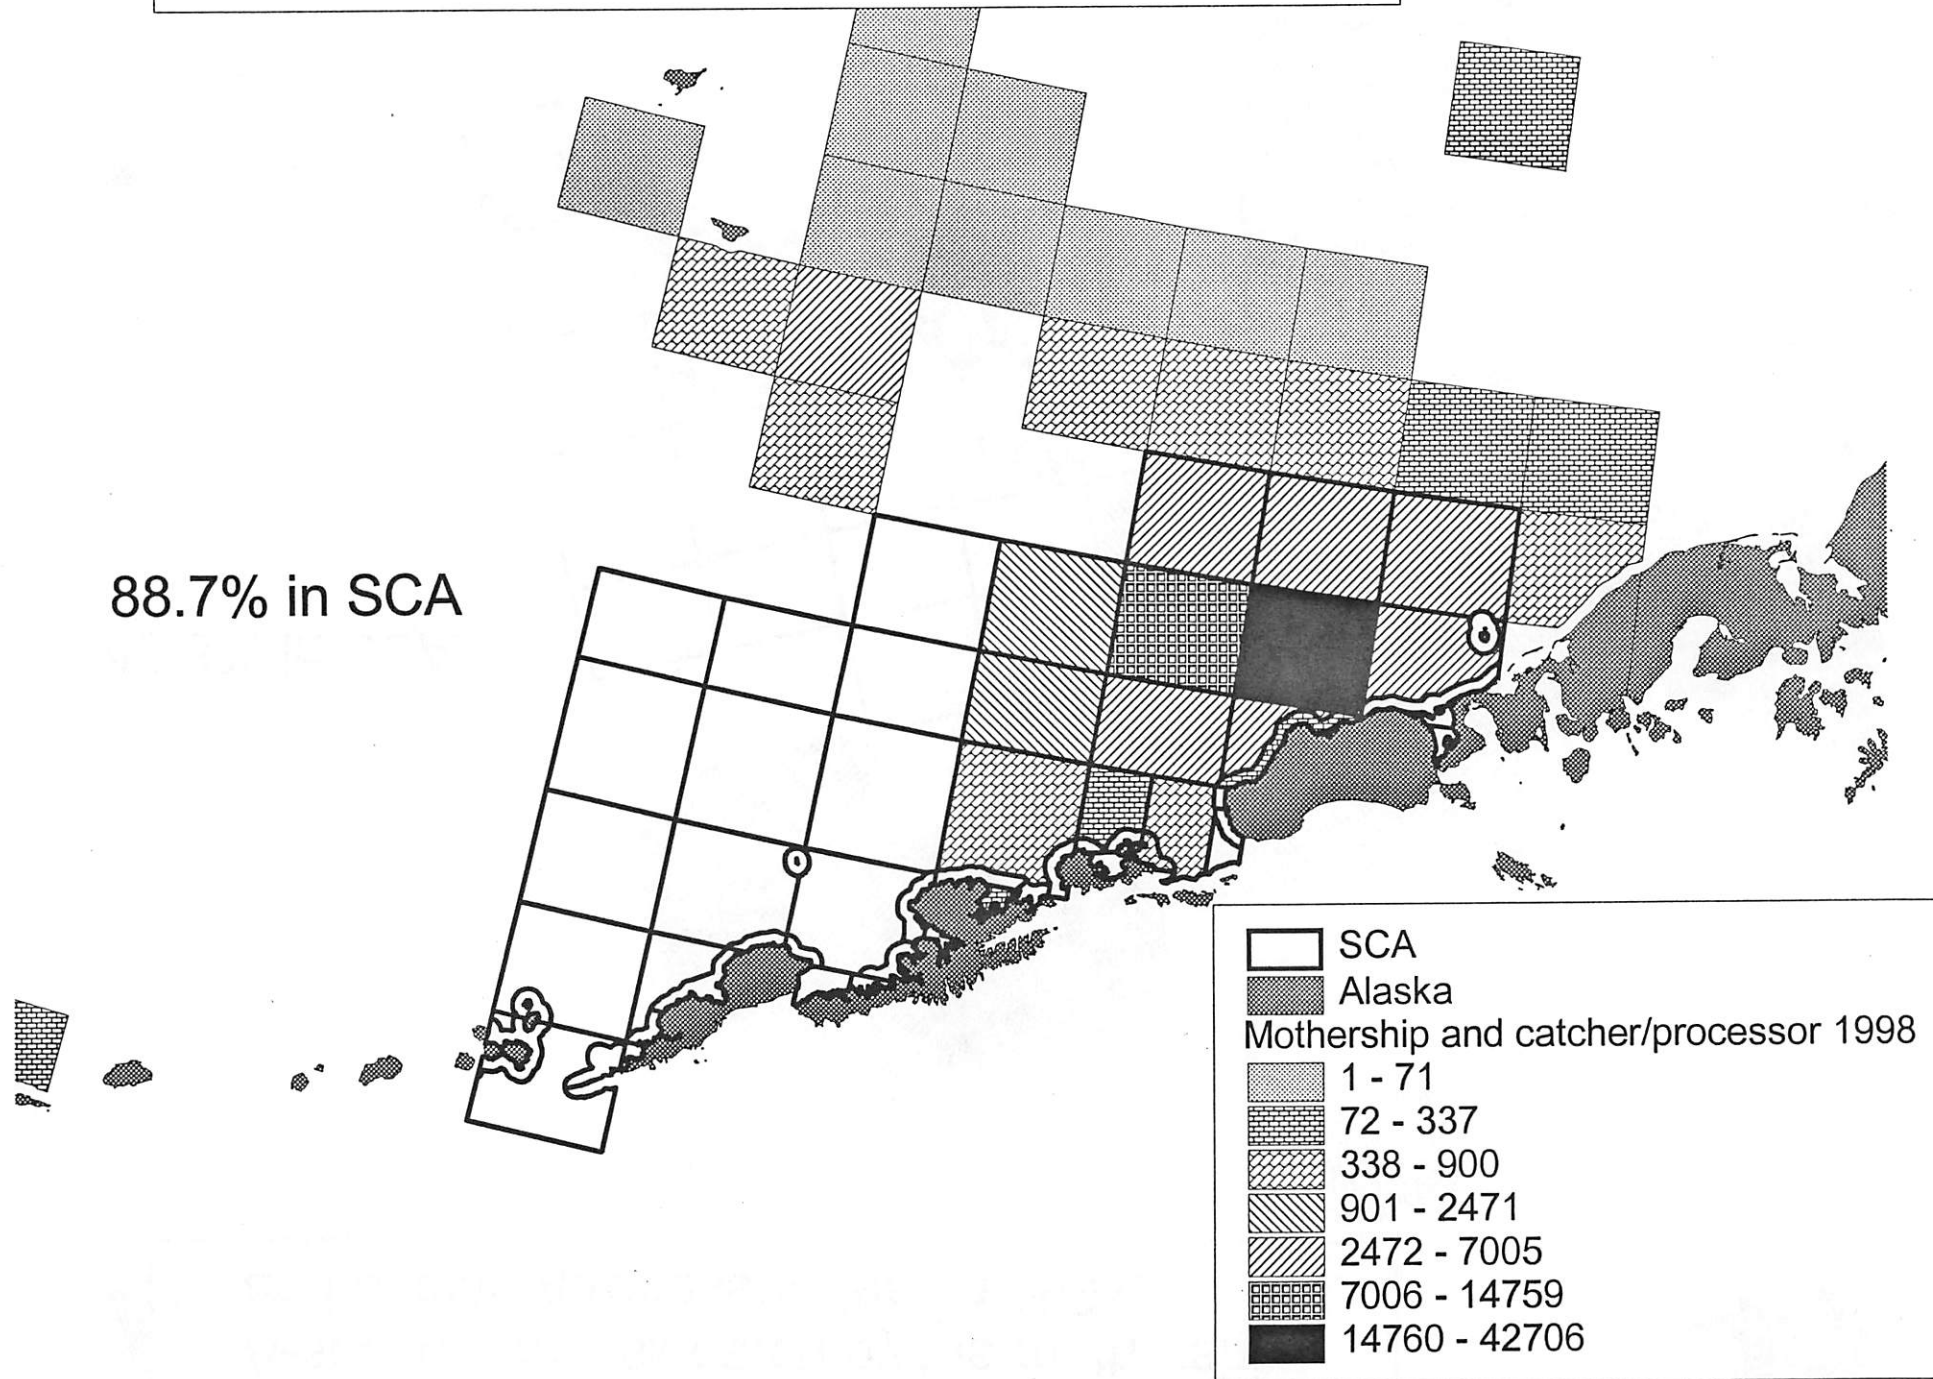 88.7% in SCA
SCA
Alaska
Mothership and catcher/processor 1998
1 - 71
72 - 337
338 - 900
901 - 2471
2472 - 7005
7006 - 14759
14760 - 42706